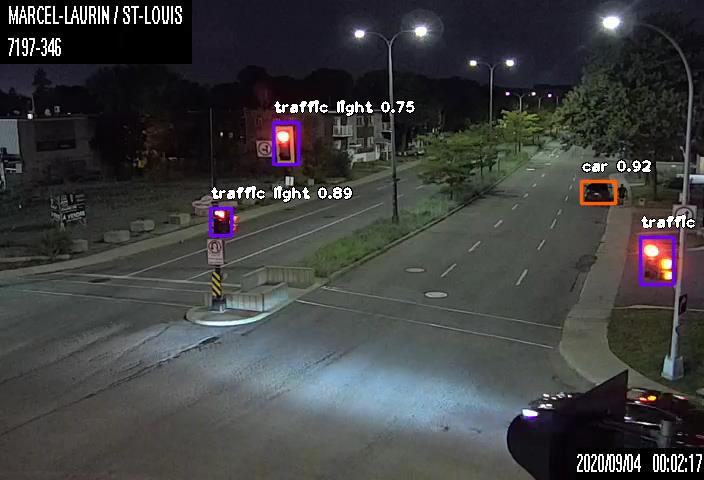 MARCEL-LAURIN / ST-LOUIS
7197-346
traffic light 0.75
car 0.92
traffic light 0.89
traffic
A VENDRE
2020/09/04 00:02:17